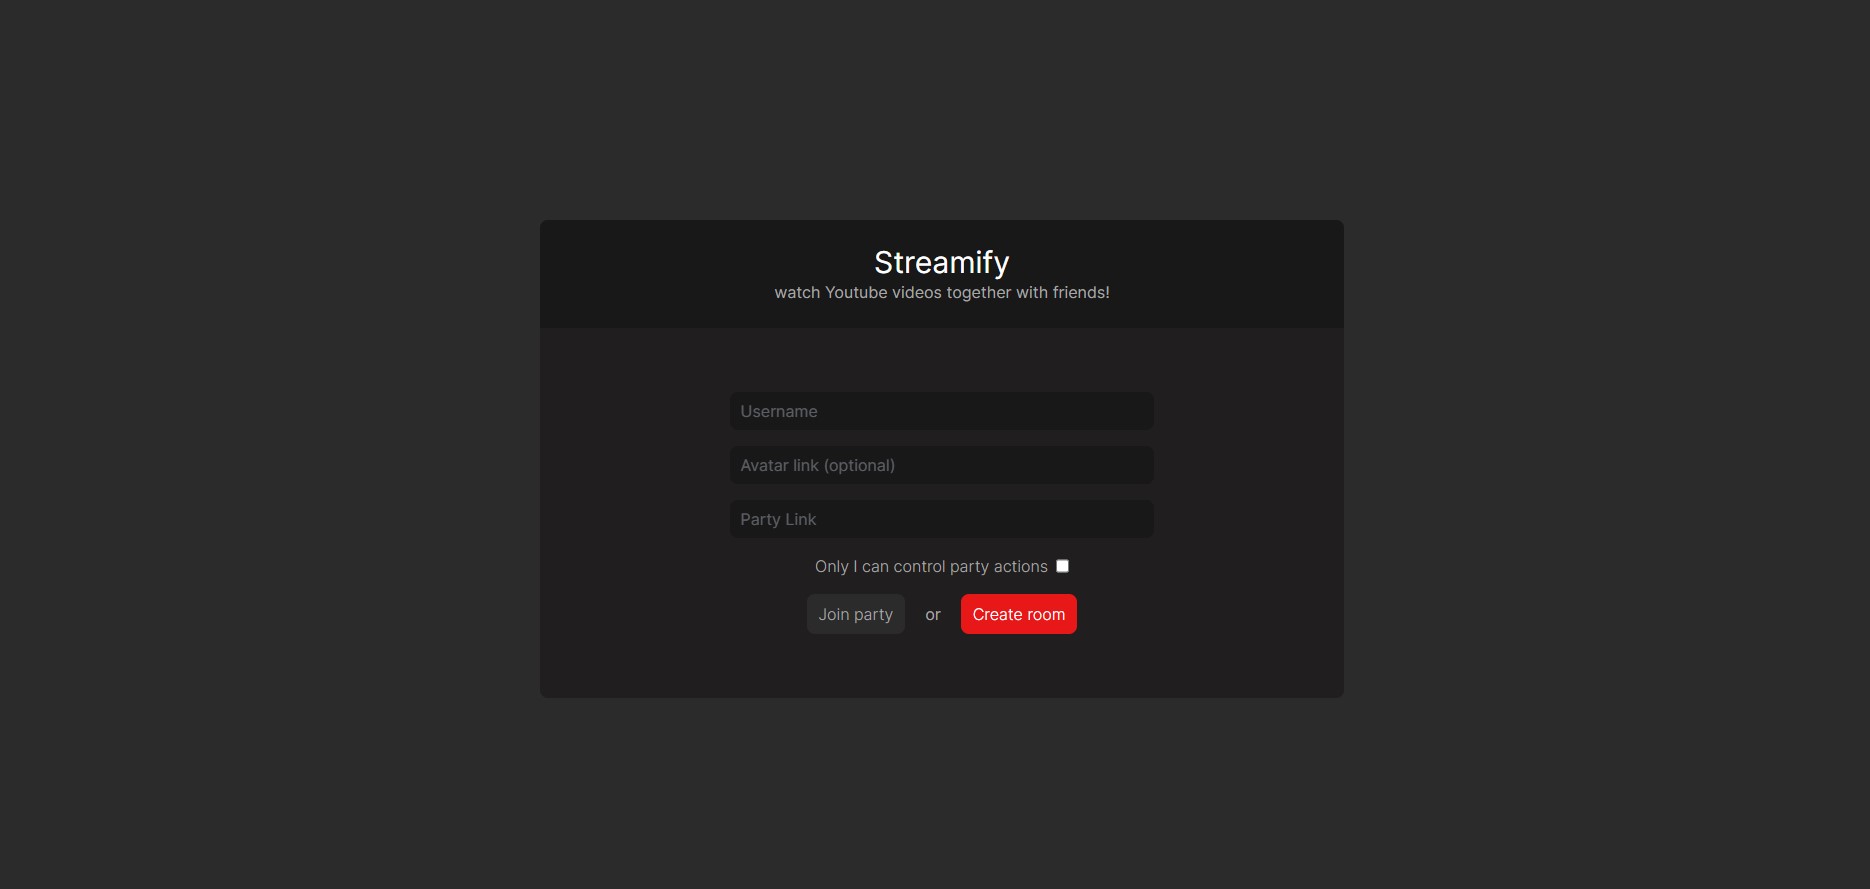 Streamify
watch Youtube videos together with friends!
Username
Avatar link (optional)
Party Link
Only I can control party actions
Join party or Create room